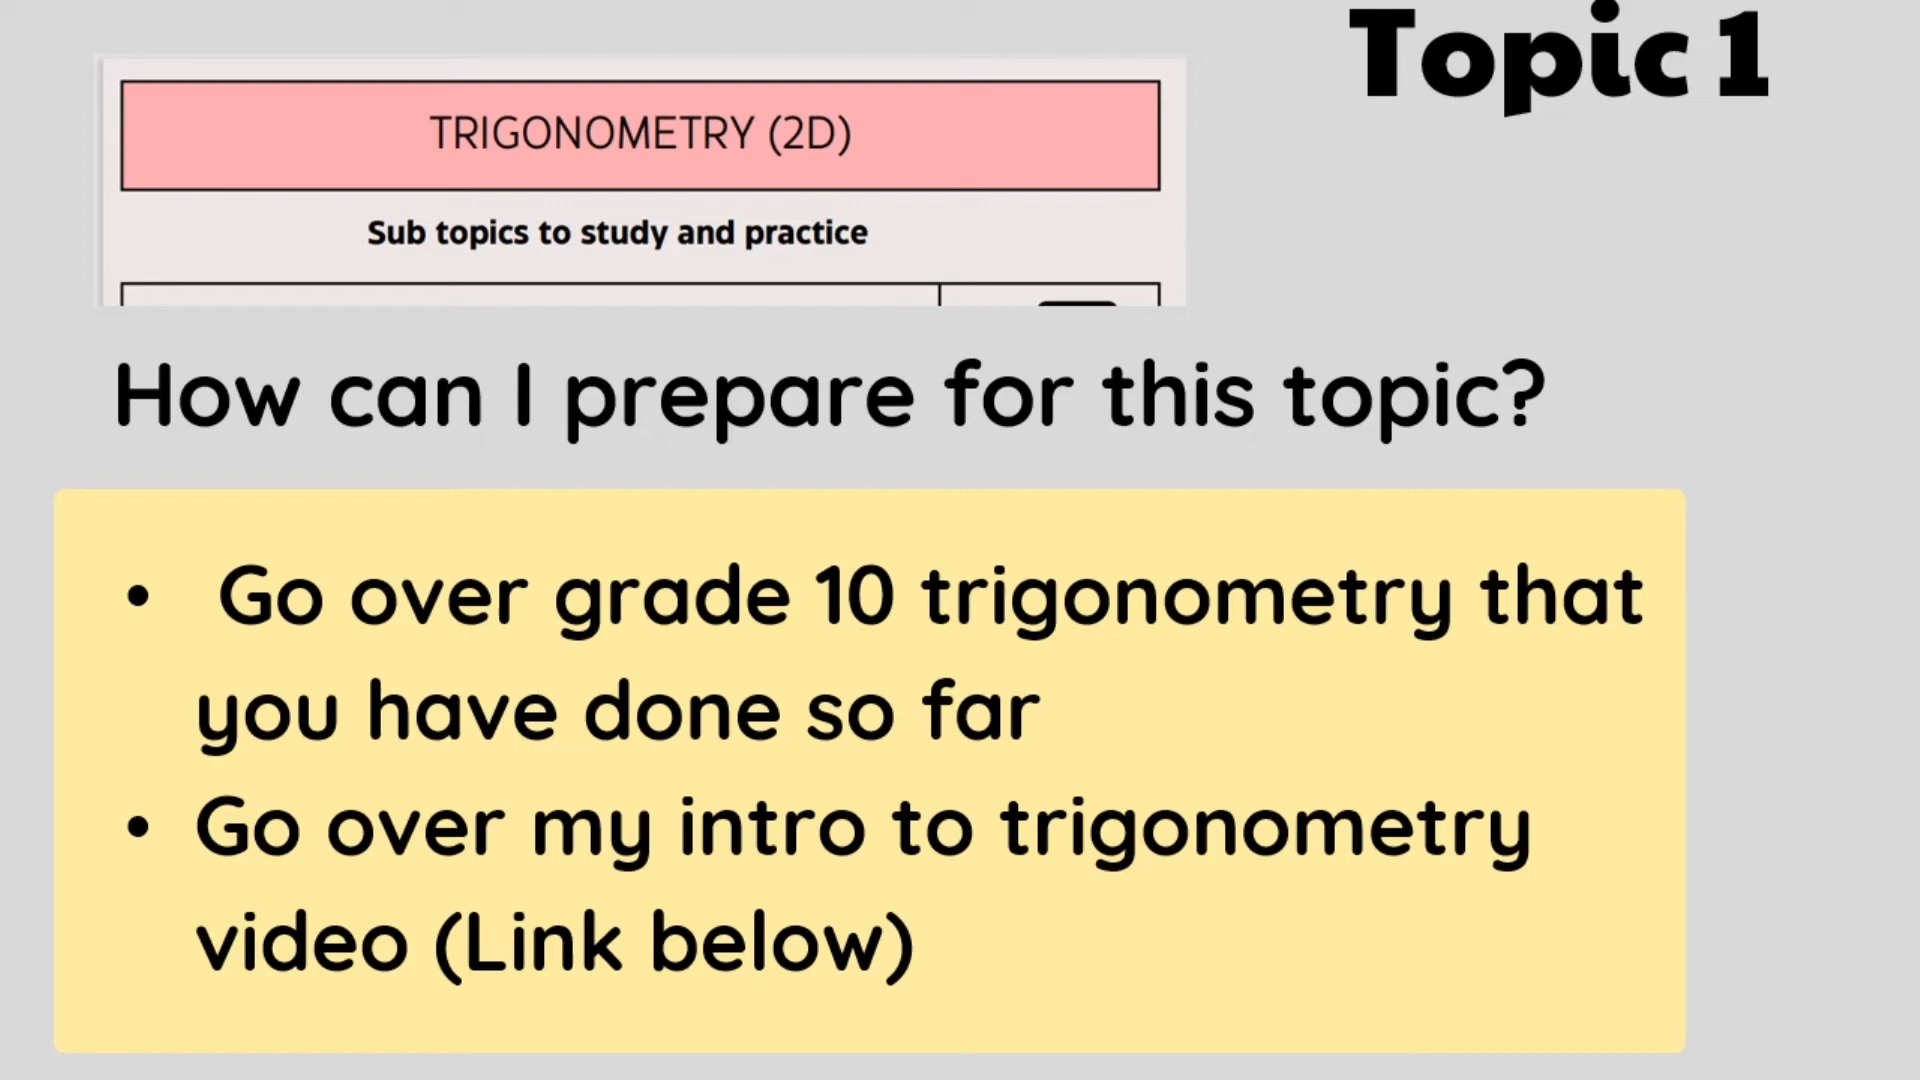 Topic 1
TRIGONOMETRY (2D)
Sub topics to study and practice
How can I prepare for this topic?
• Go over grade 10 trigonometry that
you have done so far
• Go over my intro to trigonometry
video (Link below)